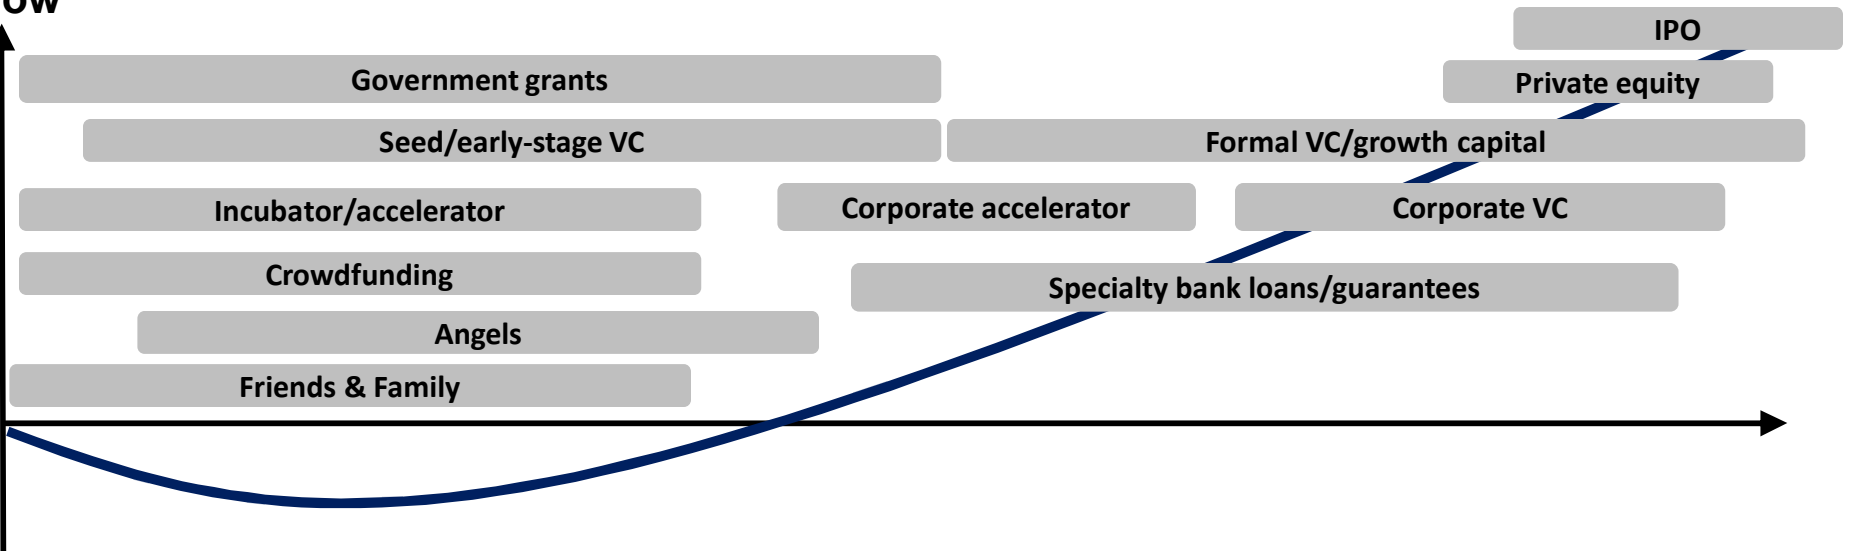 ow
IPO
Government grants
Private equity
Seed/early-stage VC
Formal VC/growth capital
Incubator/accelerator
Corporate accelerator
Corporate VC
Crowdfunding
Specialty bank loans/guarantees
Angels
Friends & Family